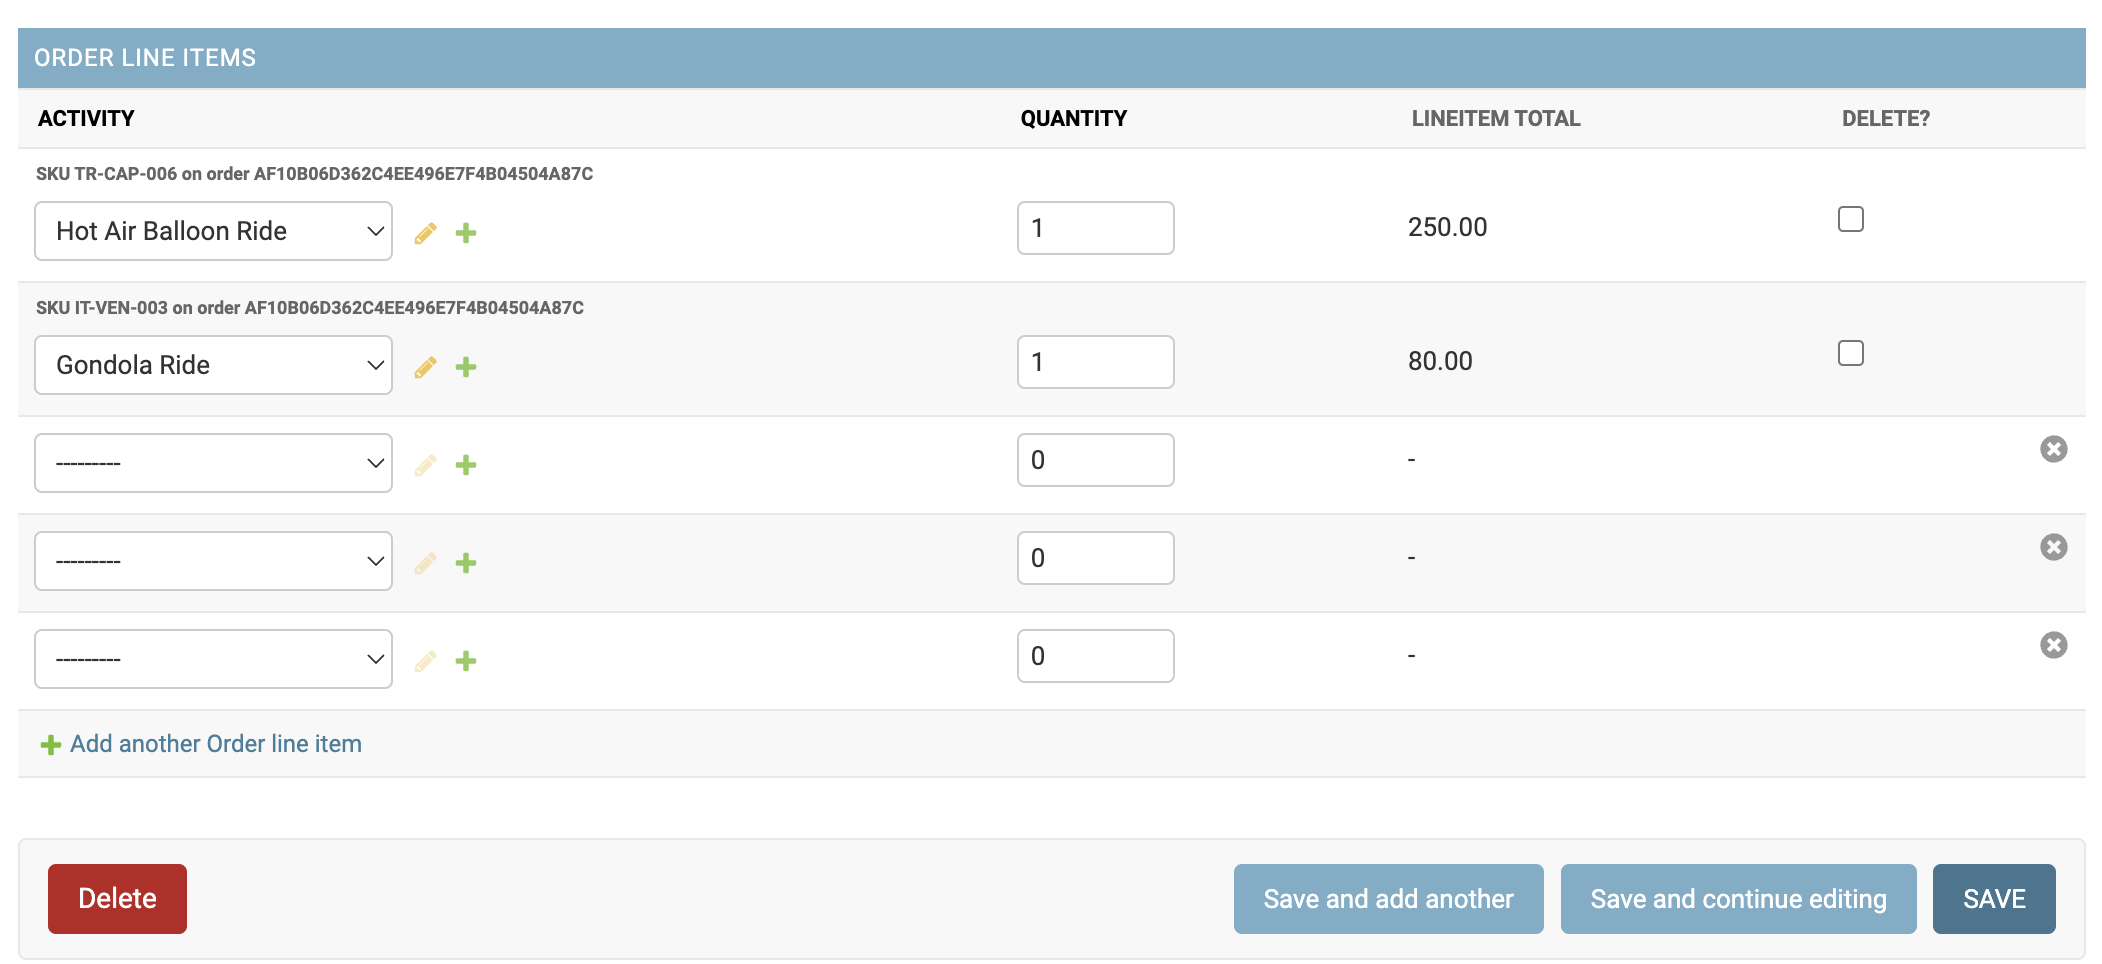 ORDER LINE ITEMS
ACTIVITY QUANTITY LINEITEM TOTAL DELETE?
SKU TR-CAP-006 on order AF10B06D362C4EE496E7F4B04504A87C
Hot Air Balloon Ride 1 250.00
SKU IT-VEN-003 on order AF10B06D362C4EE496E7F4B04504A87C
Gondola Ride 1 80.00
--------- 0 -
--------- 0 -
--------- 0 -
Add another Order line item
Delete Save and add another Save and continue editing SAVE